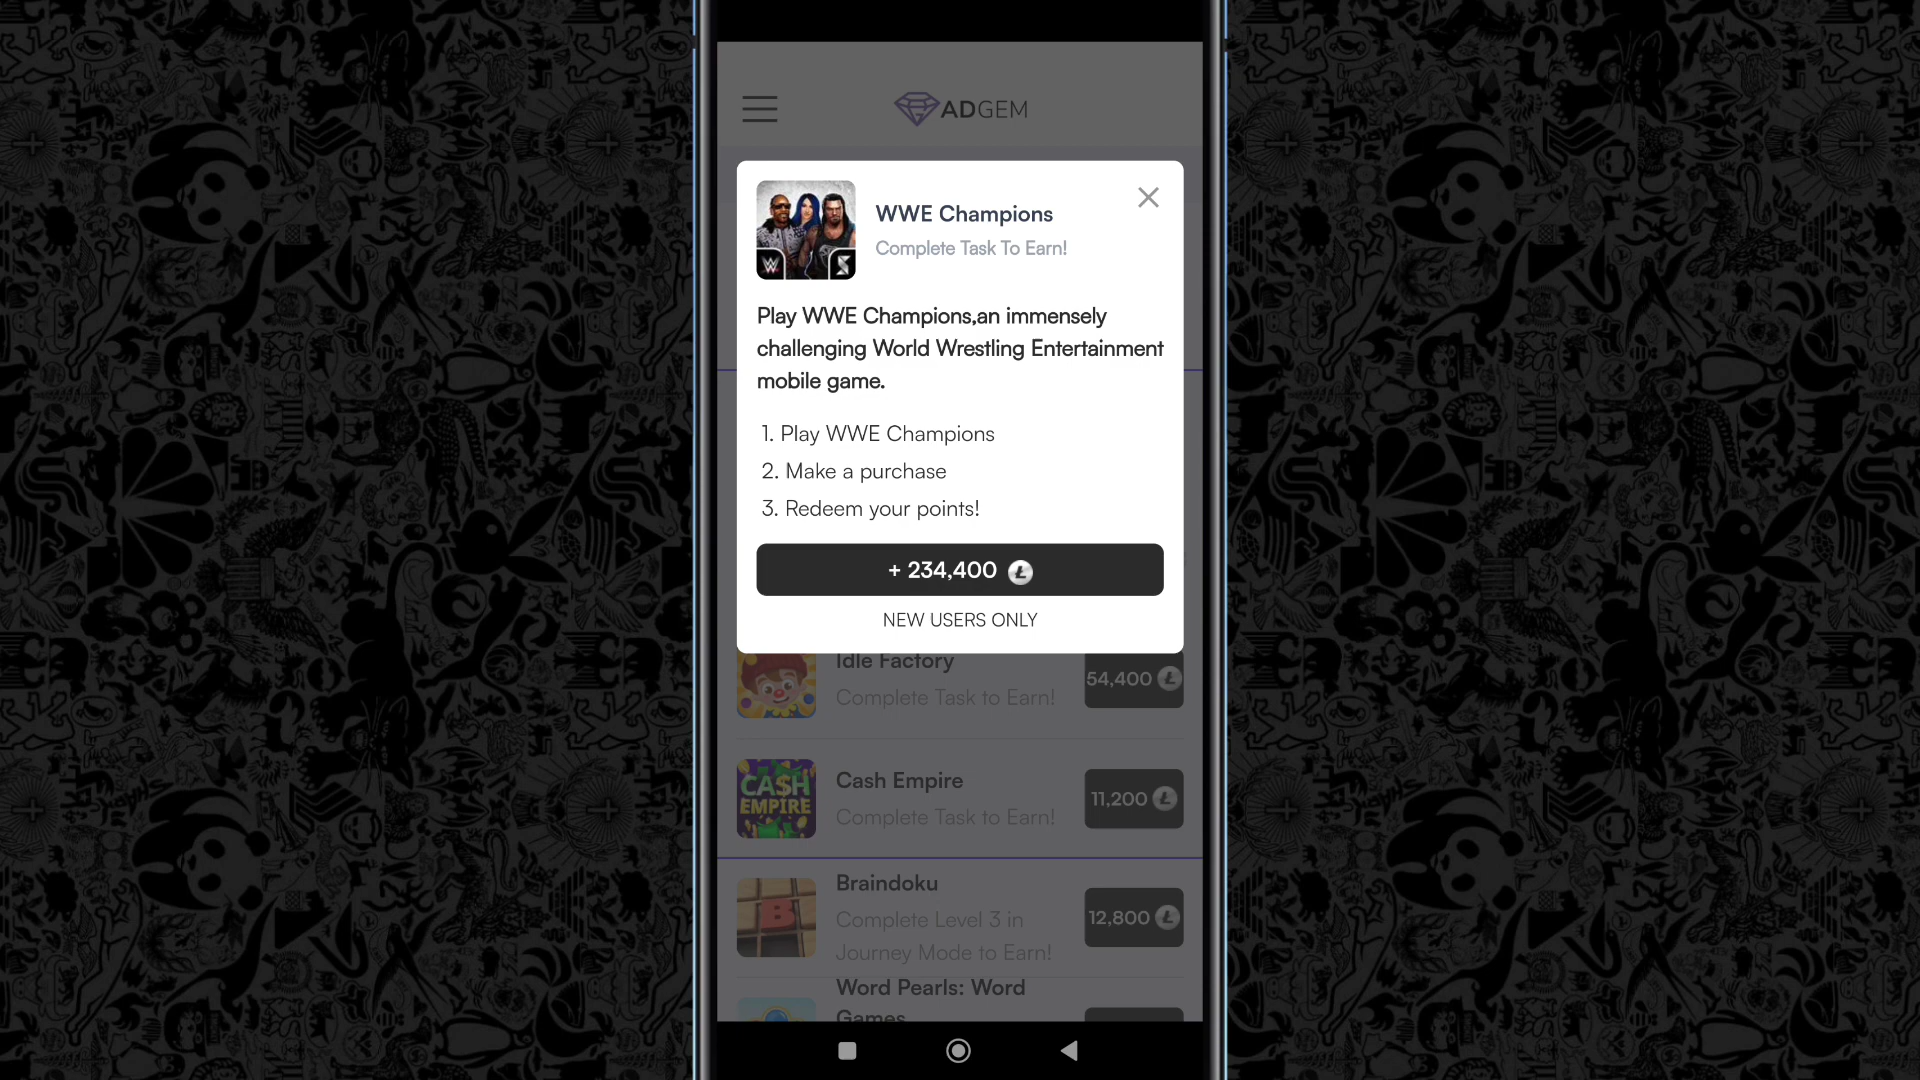 ADGEM
WWE Champions
Complete Task To Earn!
Play WWE Champions,an immensely
challenging World Wrestling Entertainment
mobile game.
1. Play WWE Champions
2. Make a purchase
3. Redeem your points!
+ 234,400
NEW USERS ONLY
Idle Factory
Complete Task to Earn!
54,400
CA$H
EMPIRE
Cash Empire
Complete Task to Earn!
11,200
B
Braindoku
Complete Level 3 in
Journey Mode to Earn!
12,800
Word Pearls: Word
Games